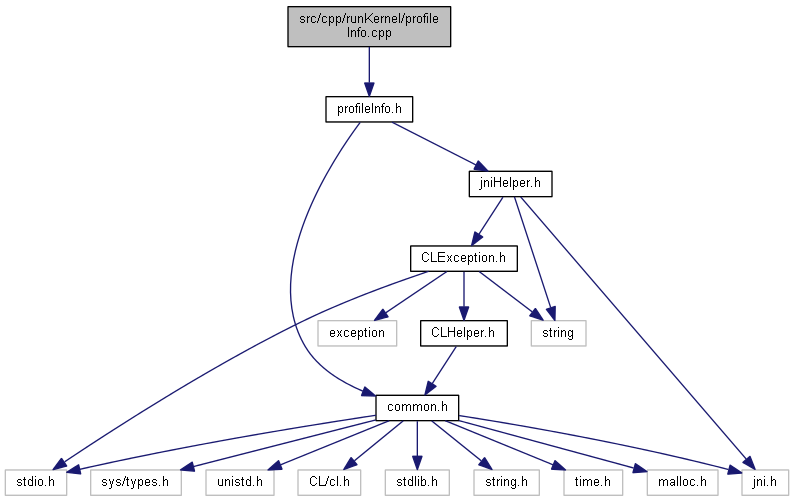 src/cpp/runKernel/profile
Info.cpp
profileInfo.h
jniHelper.h
CLException.h
exception
CLHelper.h
string
common.h
stdio.h
sys/types.h
unistd.h
CL/cl.h
stdlib.h
string.h
time.h
malloc.h
jni.h